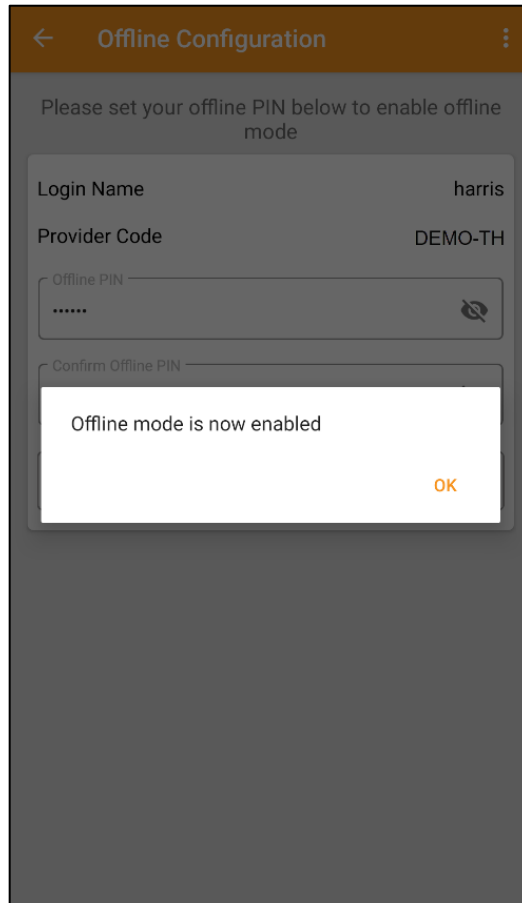 Offline Configuration
Please set your offline PIN below to enable offline
mode
Login Name harris
Provider Code DEMO-TH
Offline PIN
••••••
Confirm Offline PIN
Offline mode is now enabled
OK